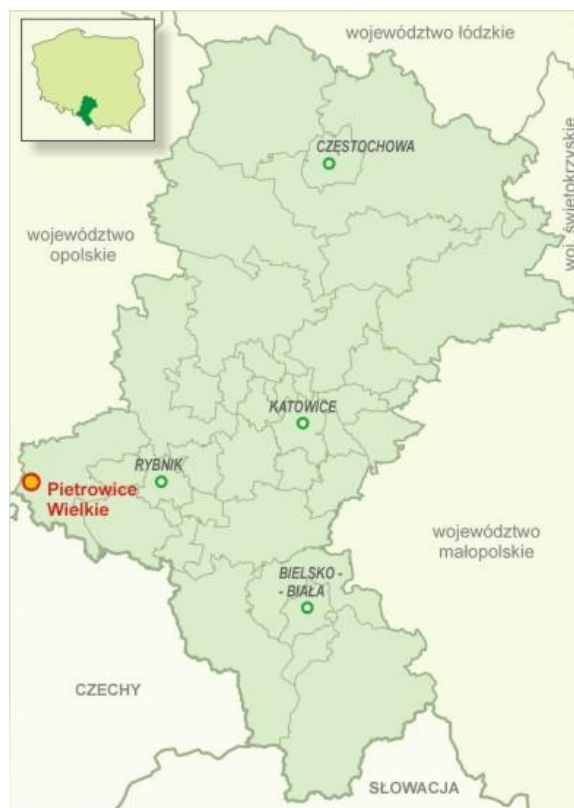 województwo łódzkie
CZĘSTOCHOWA
woj. świętokrzyskie
województwo
opolskie
KATOWICE
RYBNIK
Pietrowice
Wielkie
województwo
małopolskie
BIELSKO -
- BIAŁA
CZECHY
SŁOWACJA